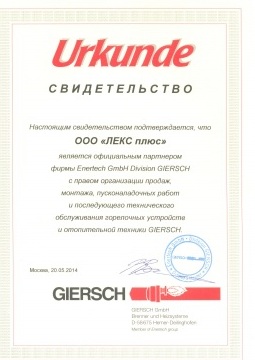 Urkunde
СВИДЕТЕЛЬСТВО
Настоящим свидетельством подтверждается, что
ООО «ЛЕКС плюс»
является официальным партнером
фирмы Enertech GmbH Division GIERSCH
с правом организации продаж,
монтажа, пусконаладочных работ
и последующего технического
обслуживания горелочных устройств
и отопительной техники GIERSCH.
Москва, 20.05.2014
GIERSCH
GIERSCH GmbH
Brenner und Heizsysteme
D-58675 Hemer
Member of Enertech group